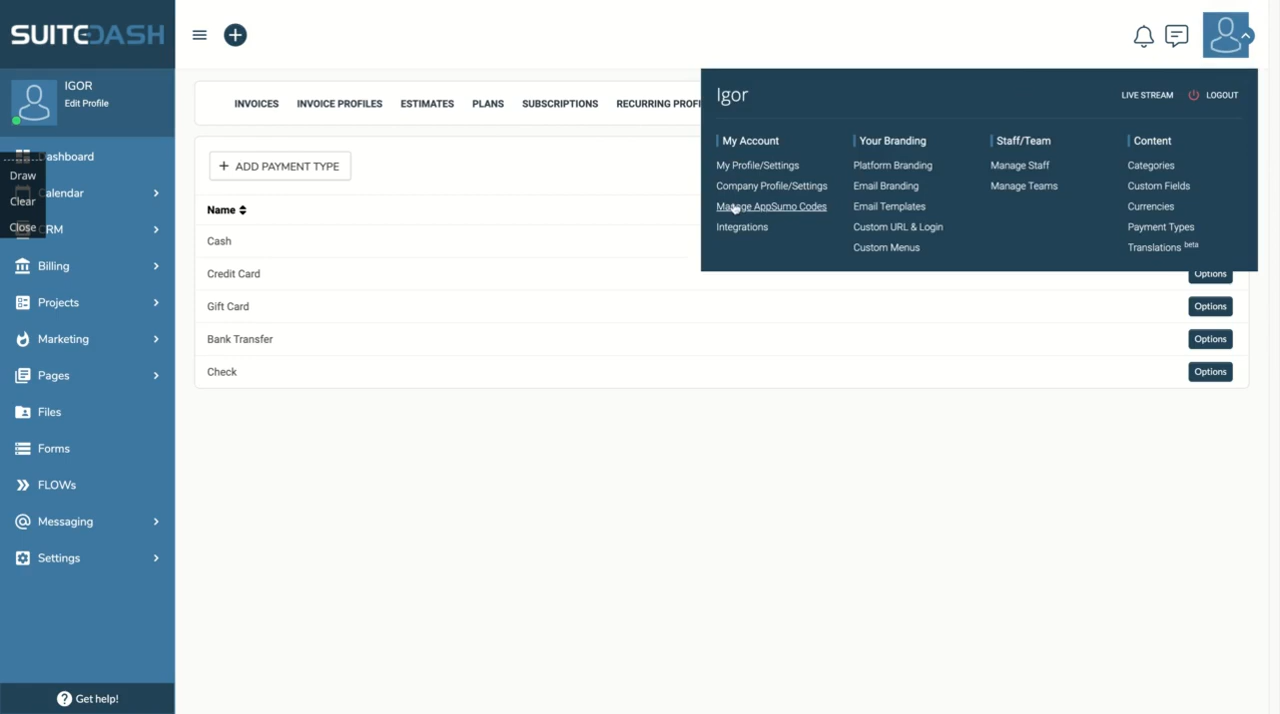 SUITEDASH
IGOR
Edit Profile
Dashboard
Draw
Calendar
Clear
CRM
Close
Billing
Projects
Marketing
Pages
Files
Forms
FLOWs
Messaging
Settings
? Get help!
INVOICES INVOICE PROFILES ESTIMATES PLANS SUBSCRIPTIONS RECURRING PROFI
+ ADD PAYMENT TYPE
Name
Cash
Credit Card Options
Gift Card Options
Bank Transfer Options
Check Options
Igor LIVE STREAM LOGOUT
My Account
My Profile/Settings
Company Profile/Settings
Manage AppSumo Codes
Integrations
Your Branding
Platform Branding
Email Branding
Email Templates
Custom URL & Login
Custom Menus
Staff/Team
Manage Staff
Manage Teams
Content
Categories
Custom Fields
Currencies
Payment Types
Translations beta